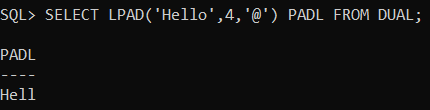 SQL> SELECT LPAD('Hello',4,'@') PADL FROM DUAL;
PADL
----
Hell